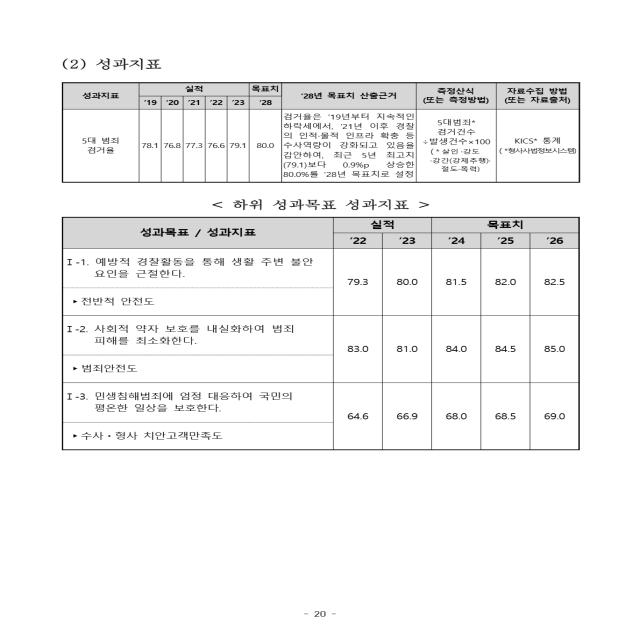 (2) 성과지표
성과지표
실적
목표치
'28년 목표치 산출근거
측정산식
(또는 측정방법)
자료수집 방법
(또는 자료출처)
'19 '20 '21 '22 '23 '28
5대 범죄
검거율
78.1 76.8 77.3 76.6 79.1 80.0
검거율은 '19년부터 지속적인
하락세에서, '21년 이후 경찰
의 인적·물적 인프라 확충 등
수사역량이 강화되고 있음을
감안하여, 최근 5년 최고치
(79.1)보다 0.9%p 상승한
80.0%를 '28년 목표치로 설정
5대범죄*
검거건수
÷발생건수×100
( * 살인·강도
·강간(강제추행)·
절도·폭력)
KICS* 통계
( *형사사법정보시스템)
< 하위 성과목표 성과지표 >
성과목표 / 성과지표
실적
목표치
'22 '23 '24 '25 '26
Ⅰ-1. 예방적 경찰활동을 통해 생활 주변 불안
요인을 근절한다.
▸전반적 안전도
79.3 80.0 81.5 82.0 82.5
Ⅰ-2. 사회적 약자 보호를 내실화하여 범죄
피해를 최소화한다.
▸범죄안전도
83.0 81.0 84.0 84.5 85.0
Ⅰ-3. 민생침해범죄에 엄정 대응하여 국민의
평온한 일상을 보호한다.
▸수사·형사 치안고객만족도
64.6 66.9 68.0 68.5 69.0
- 20 -